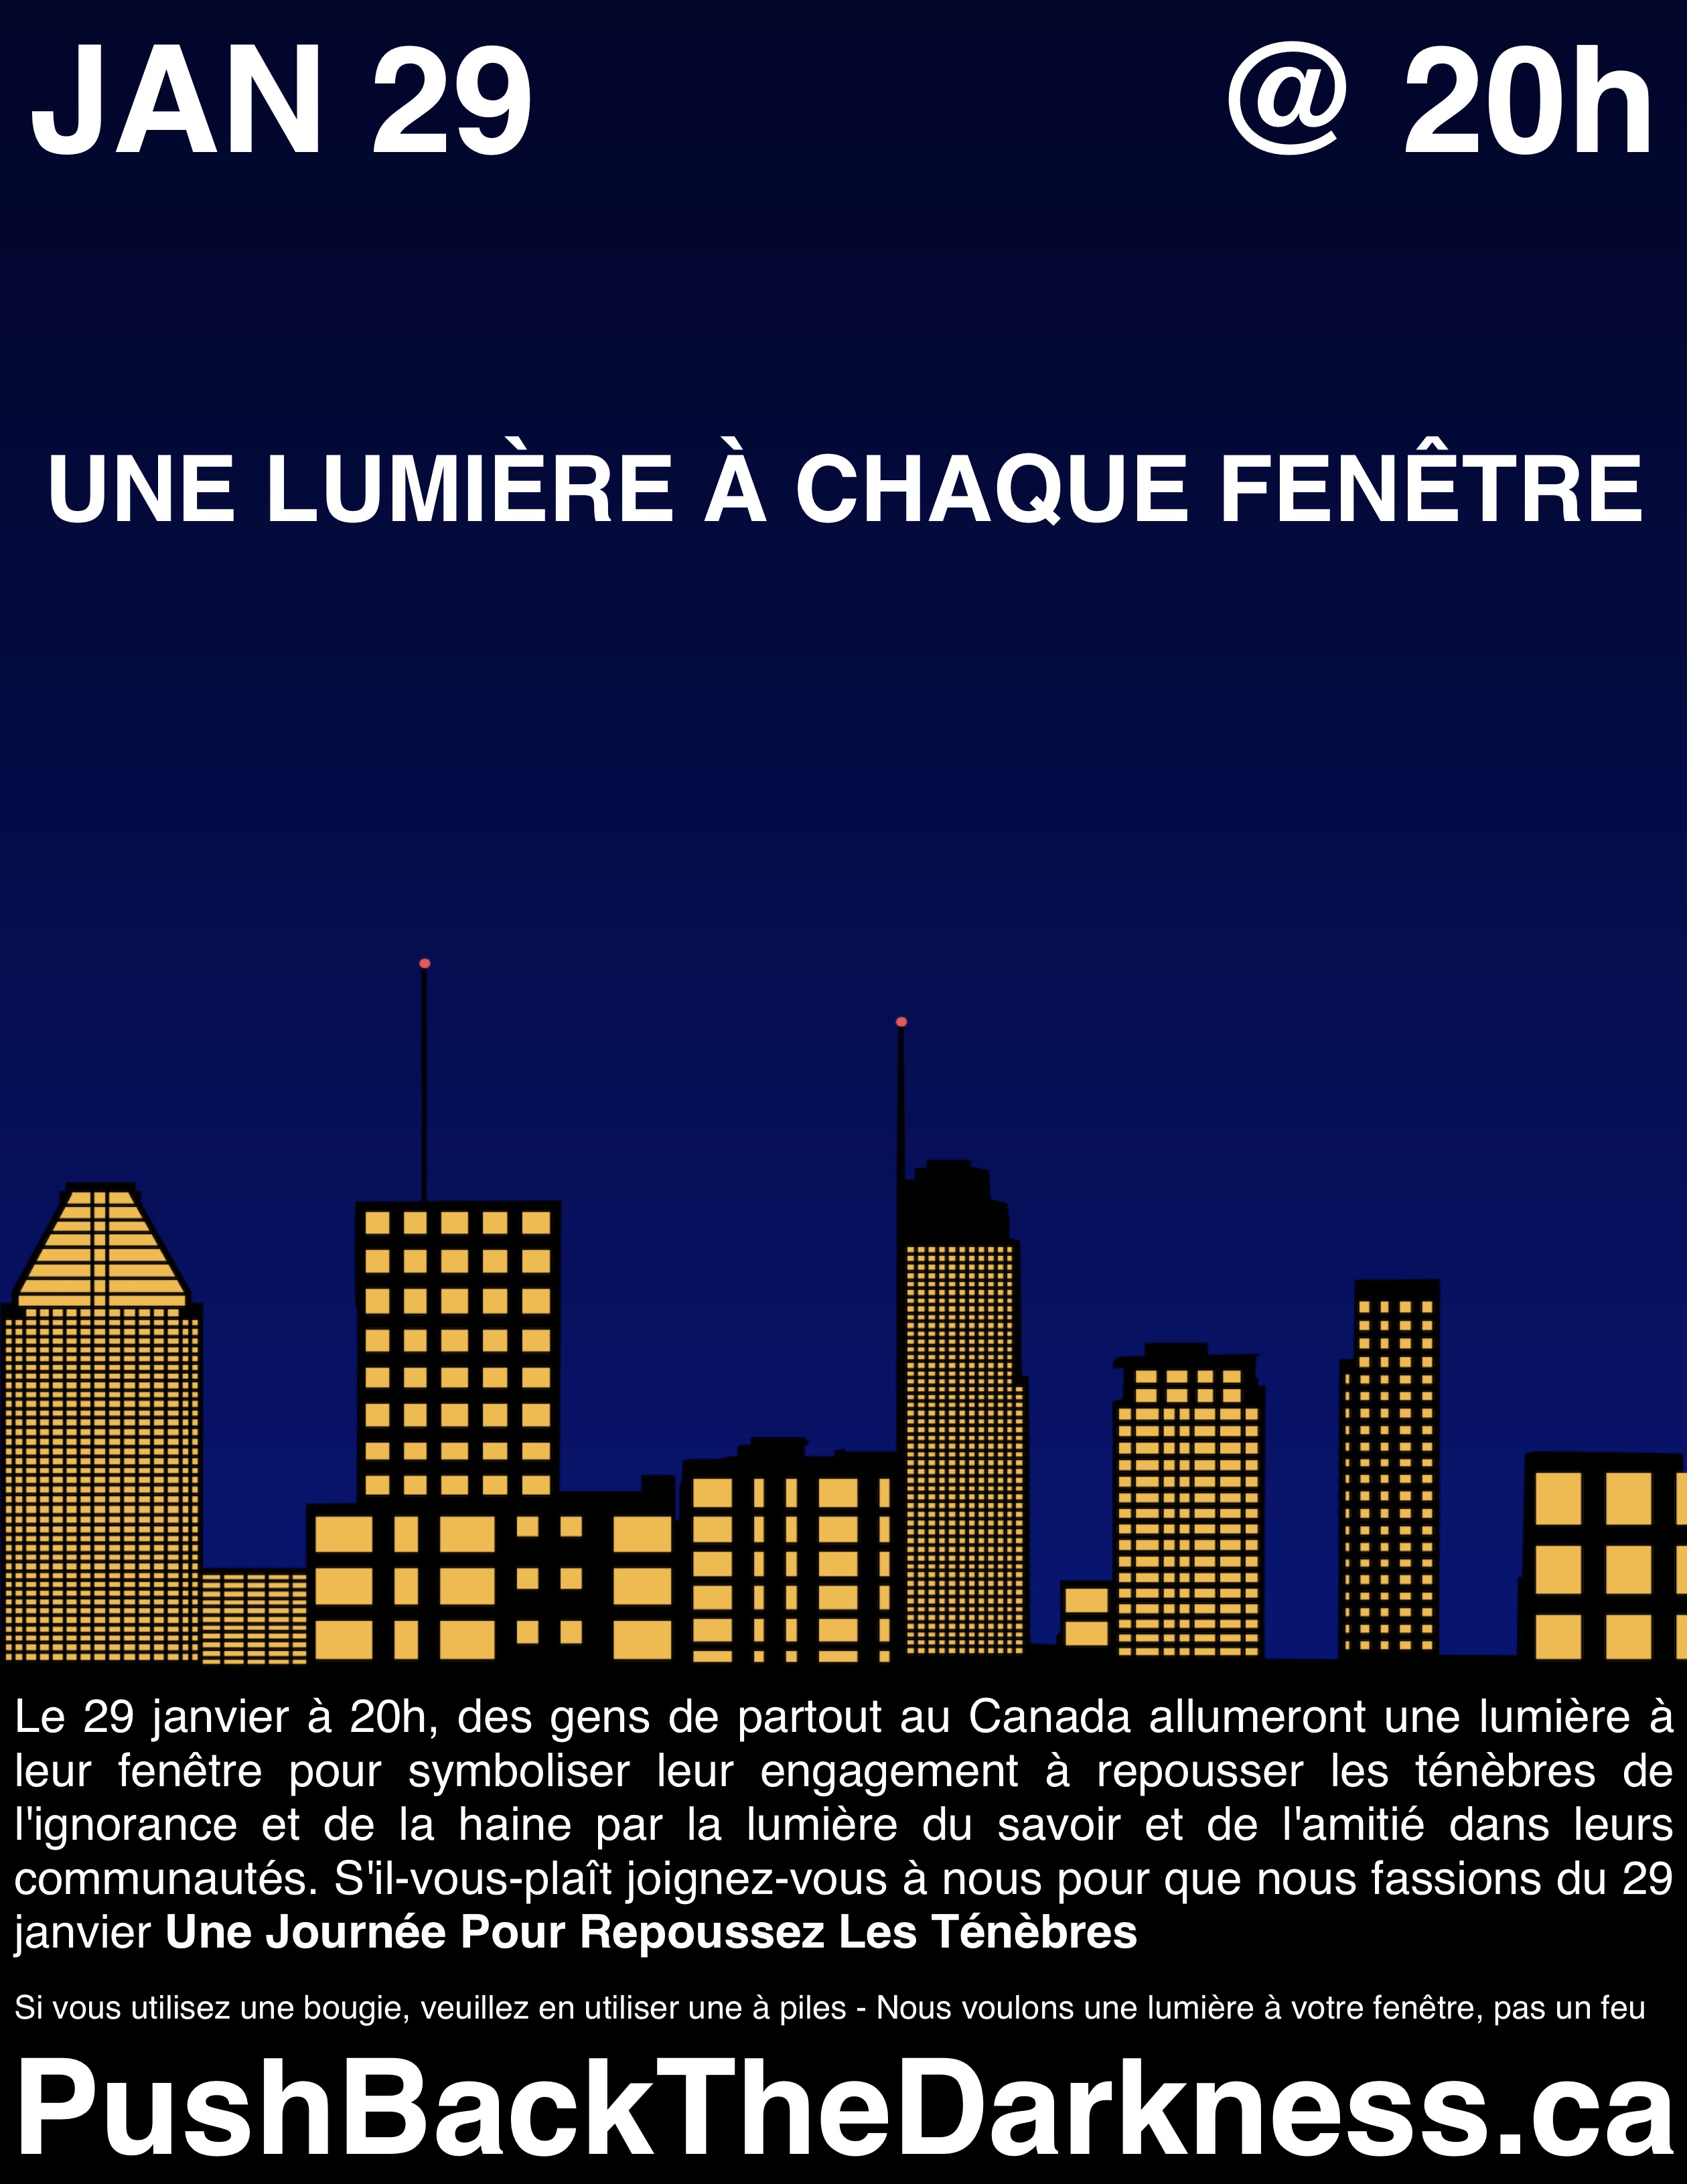 JAN 29 @ 20h
UNE LUMIÈRE À CHAQUE FENÊTRE
Le 29 janvier à 20h, des gens de partout au Canada allumeront une lumière à
leur fenêtre pour symboliser leur engagement à repousser les ténèbres de
l'ignorance et de la haine par la lumière du savoir et de l'amitié dans leurs
communautés. S'il-vous-plaît joignez-vous à nous pour que nous fassions du 29
janvier Une Journée Pour Repoussez Les Ténèbres
Si vous utilisez une bougie, veuillez en utiliser une à piles - Nous voulons une lumière à votre fenêtre, pas un feu
PushBackTheDarkness.ca